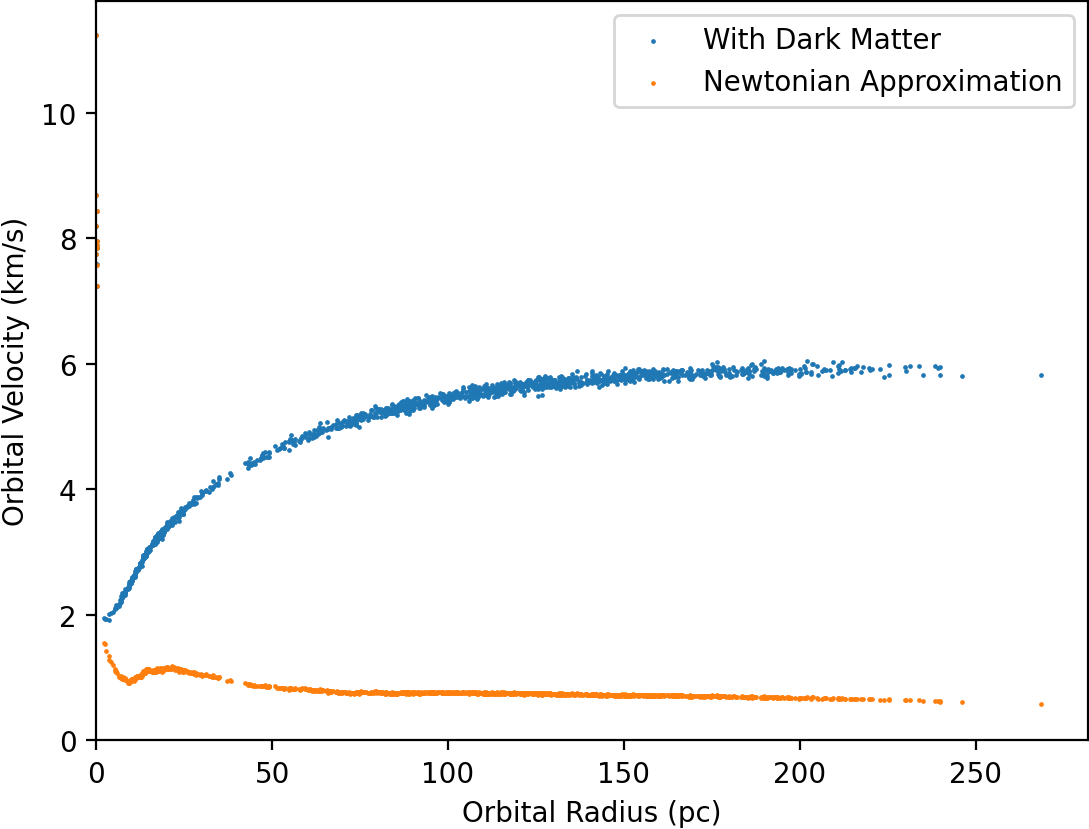 With Dark Matter
Newtonian Approximation
10
8
6
4
2
0
Orbital Velocity (km/s)
0 50 100 150 200 250
Orbital Radius (pc)